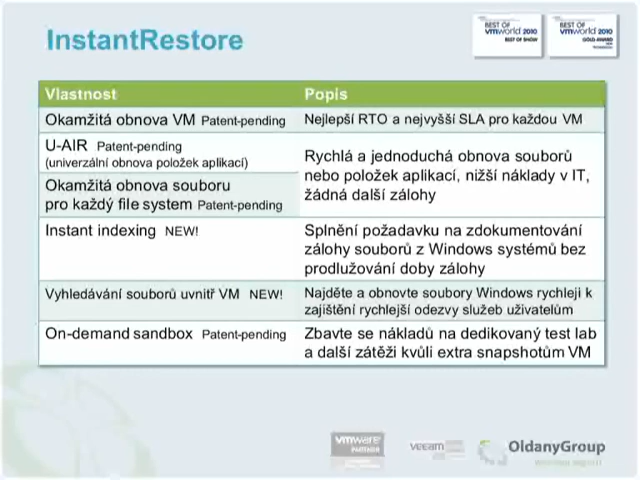 InstantRestore
BEST OF
vmworld 2010
BEST OF SHOW
BEST OF
vmworld 2010
GOLD AWARD
Vlastnost
Popis
Okamžitá obnova VM Patent-pending
Nejlepší RTO a nejvyšší SLA pro každou VM
U-AIR Patent-pending
(univerzální obnova položek aplikací)
Rychlá a jednoduchá obnova souborů
nebo položek aplikací, nižší náklady v IT,
žádná další zálohy
Okamžitá obnova souboru
pro každý file system Patent-pending
Instant indexing NEW!
Splnění požadavku na zdokumentování
zálohy souborů z Windows systémů bez
prodlužování doby zálohy
Vyhledávání souborů uvnitř VM NEW!
Najděte a obnovte soubory Windows rychleji k
zajištění rychlejší odezvy služeb uživatelům
On-demand sandbox Patent-pending
Zbavte se nákladů na dedikovaný test lab
a další zátěži kvůli extra snapshotům VM
vmware
PARTNER
veeam
OldanyGroup